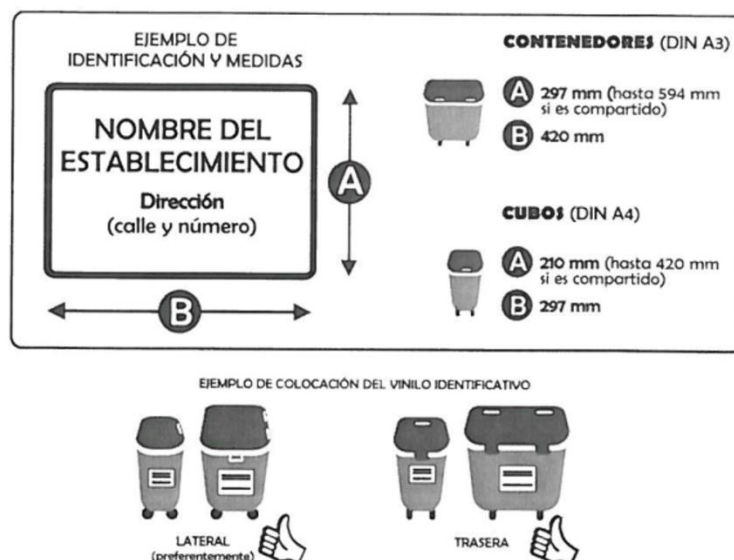 EJEMPLO DE
IDENTIFICACIÓN Y MEDIDAS
NOMBRE DEL
ESTABLECIMIENTO
Dirección
(calle y número)
A
B
CONTENEDORES (DIN A3)
A 297 mm (hasta 594 mm
si es compartido)
B 420 mm
CUBOS (DIN A4)
A 210 mm (hasta 420 mm
si es compartido)
B 297 mm
EJEMPLO DE COLOCACIÓN DEL VINILO IDENTIFICATIVO
LATERAL
(preferentemente)
TRASERA